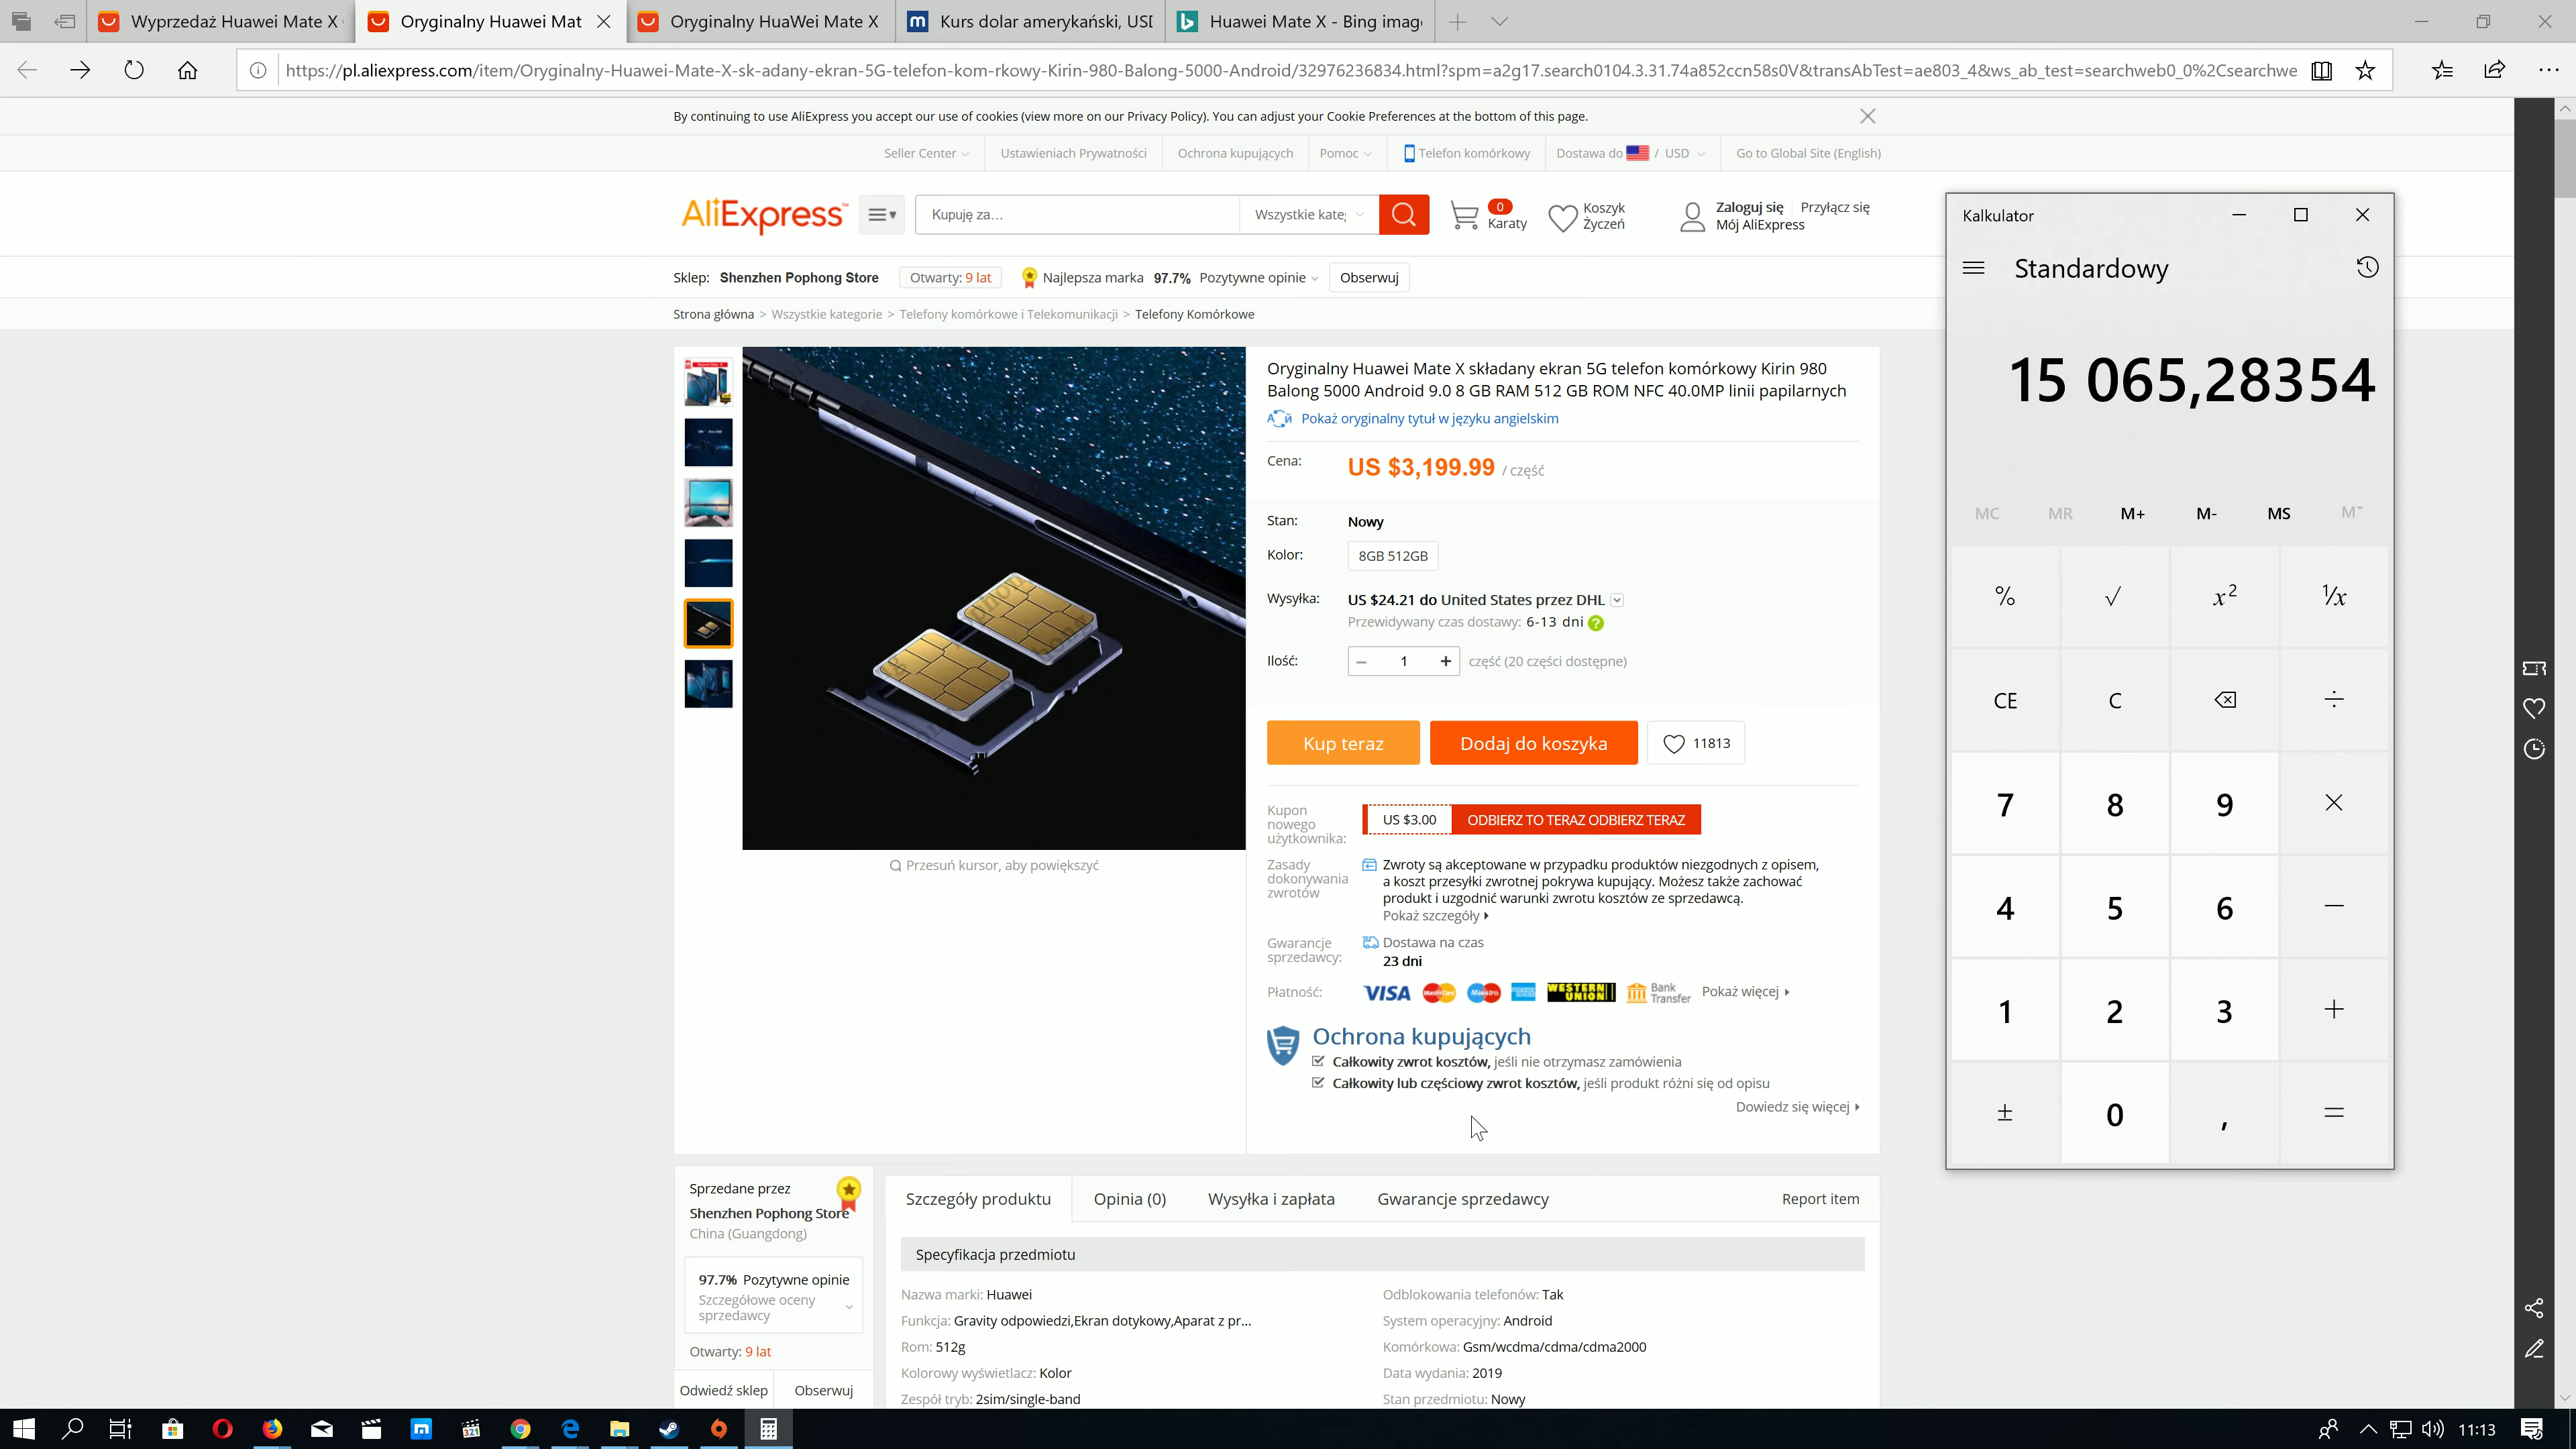 Wyprzedaż Huawei Mate X
Oryginalny Huawei Mat
Oryginalny HuaWei Mate X
Kurs dolar amerykański, USD
Huawei Mate X - Bing imag
https://pl.aliexpress.com/item/Oryginalny-Huawei-Mate-X-sk-adany-ekran-5G-telefon-kom-rkowy-Kirin-980-Balong-5000-Android/32976236834.html?spm=a2g17.search0104.3.31.74a852ccn58s0V&transAbTest=ae803_4&ws_ab_test=searchweb0_0%2Csearchwe
By continuing to use AliExpress you accept our use of cookies (view more on our Privacy Policy). You can adjust your Cookie Preferences at the bottom of this page.
Seller Center
Ustawieniach Prywatności
Ochrona kupujących
Pomoc
Telefon komórkowy
Dostawa do / USD
Go to Global Site (English)
AliExpress™
Kupuję za...
Wszystkie kate
0
Karaty
Koszyk
Życzeń
Zaloguj się
Przyłącz się
Mój AliExpress
Sklep: Shenzhen Pophong Store
Otwarty: 9 lat
Najlepsza marka 97.7% Pozytywne opinie
Obserwuj
Strona główna > Wszystkie kategorie > Telefony komórkowe i Telekomunikacji > Telefony Komórkowe
Oryginalny Huawei Mate X składany ekran 5G telefon komórkowy Kirin 980
Balong 5000 Android 9.0 8 GB RAM 512 GB ROM NFC 40.0MP linii papilarnych
Pokaż oryginalny tytuł w języku angielskim
Cena: US $3,199.99 / część
Stan: Nowy
Kolor: 8GB 512GB
Wysyłka: US $24.21 do United States przez DHL
Przewidywany czas dostawy: 6-13 dni ?
Ilość: − 1 + część (20 części dostępne)
Kup teraz
Dodaj do koszyka
11813
Kupon
nowego
użytkownika:
US $3.00
ODBIERZ TO TERAZ ODBIERZ TERAZ
Przesuń kursor, aby powiększyć
Zasady
dokonywania
zwrotów
Zwroty są akceptowane w przypadku produktów niezgodnych z opisem,
a koszt przesyłki zwrotnej pokrywa kupujący. Możesz także zachować
produkt i uzgodnić warunki zwrotu kosztów ze sprzedawcą.
Pokaż szczegóły
Gwarancje
sprzedawcy:
Dostawa na czas
23 dni
Płatność:
VISA
MasterCard
Maestro
WESTERN
UNION
Bank
Transfer
Pokaż więcej
Ochrona kupujących
Całkowity zwrot kosztów, jeśli nie otrzymasz zamówienia
Całkowity lub częściowy zwrot kosztów, jeśli produkt różni się od opisu
Dowiedz się więcej
Sprzedane przez
Shenzhen Pophong Store
China (Guangdong)
97.7% Pozytywne opinie
Szczegółowe oceny
sprzedawcy
Otwarty: 9 lat
Odwiedź sklep
Obserwuj
Szczegóły produktu
Opinia (0)
Wysyłka i zapłata
Gwarancje sprzedawcy
Report item
Specyfikacja przedmiotu
Nazwa marki: Huawei
Odblokowania telefonów: Tak
Funkcja: Gravity odpowiedzi,Ekran dotykowy,Aparat z pr...
System operacyjny: Android
Rom: 512g
Komórkowa: Gsm/wcdma/cdma/cdma2000
Kolorowy wyświetlacz: Kolor
Data wydania: 2019
Zespół tryb: 2sim/single-band
Stan przedmiotu: Nowy
Kalkulator
Standardowy
15 065,28354
MC MR M+ M- MS M
% √ x² ¹/x
CE C ÷
7 8 9 ×
4 5 6 −
1 2 3 +
± 0 , =
11:13